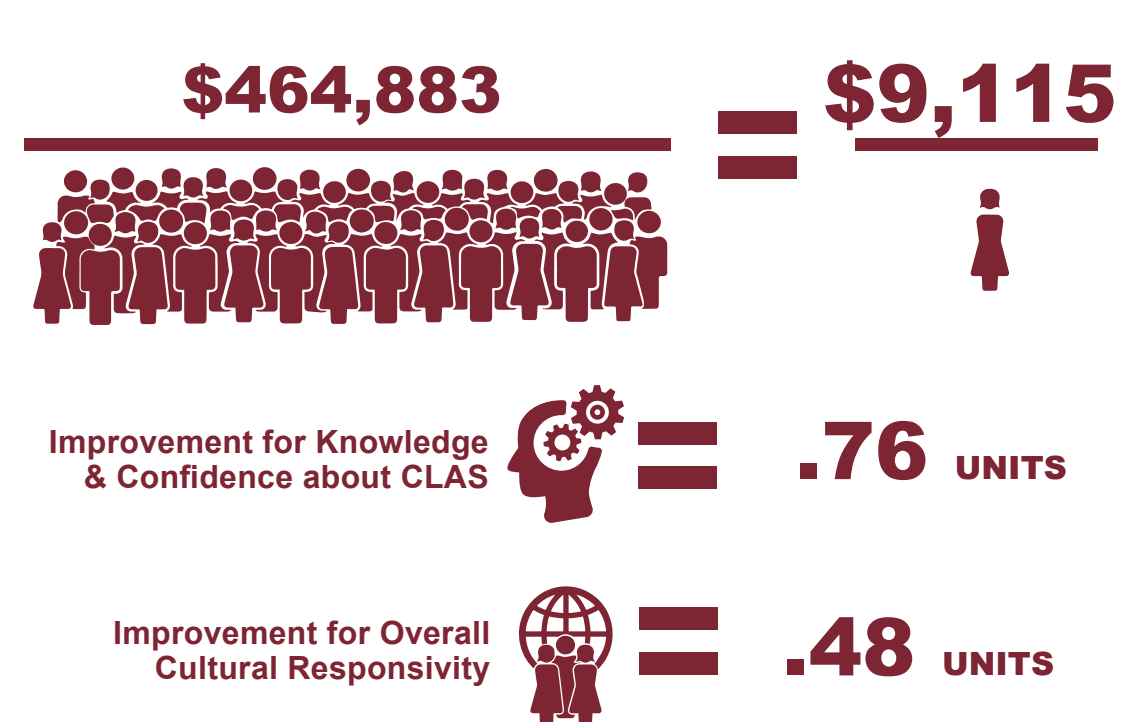 $464,883
$9,115
Improvement for Knowledge
& Confidence about CLAS
.76 UNITS
Improvement for Overall
Cultural Responsivity
.48 UNITS